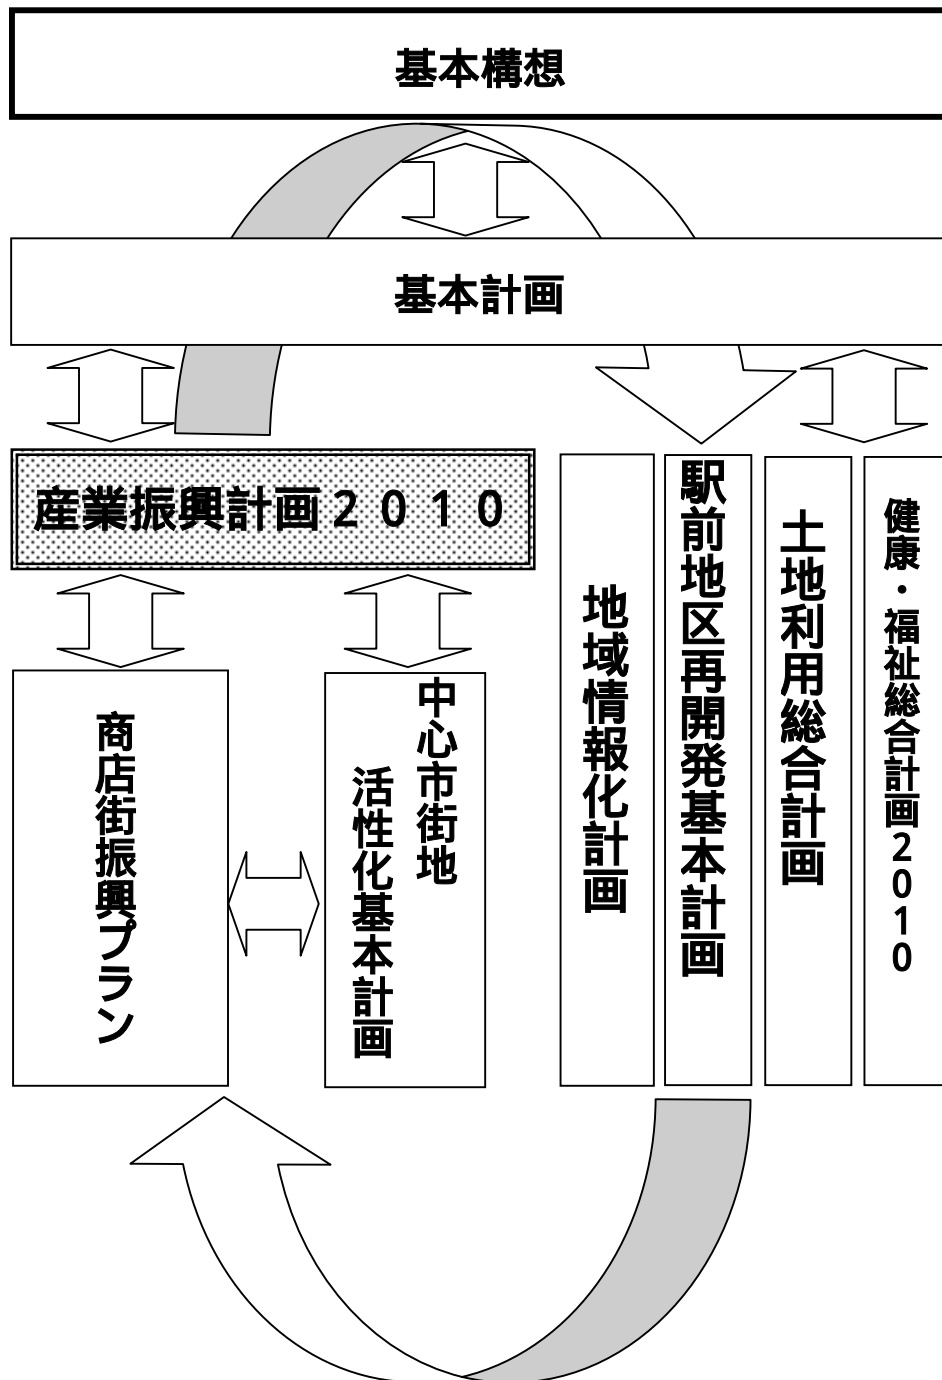 基本構想
基本計画
産業振興計画２０１０
商店街振興プラン
中心市街地
活性化基本計画
地域情報化計画
駅前地区再開発基本計画
土地利用総合計画
健康・福祉総合計画2010